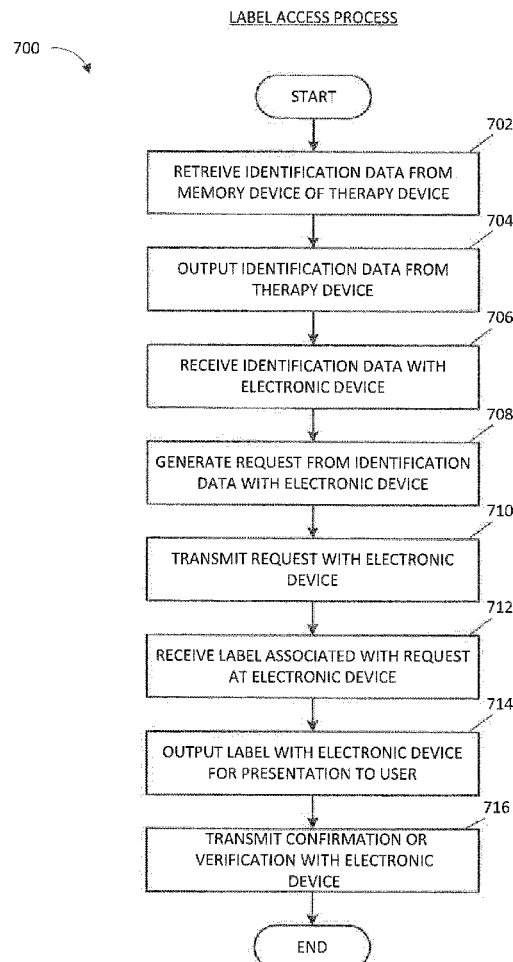 LABEL ACCESS PROCESS
700
START
702
RETREIVE IDENTIFICATION DATA FROM
MEMORY DEVICE OF THERAPY DEVICE
704
OUTPUT IDENTIFICATION DATA FROM
THERAPY DEVICE
706
RECEIVE IDENTIFICATION DATA WITH
ELECTRONIC DEVICE
708
GENERATE REQUEST FROM IDENTIFICATION
DATA WITH ELECTRONIC DEVICE
710
TRANSMIT REQUEST WITH ELECTRONIC
DEVICE
712
RECEIVE LABEL ASSOCIATED WITH REQUEST
AT ELECTRONIC DEVICE
714
OUTPUT LABEL WITH ELECTRONIC DEVICE
FOR PRESENTATION TO USER
716
TRANSMIT CONFIRMATION OR
VERIFICATION WITH ELECTRONIC
DEVICE
END